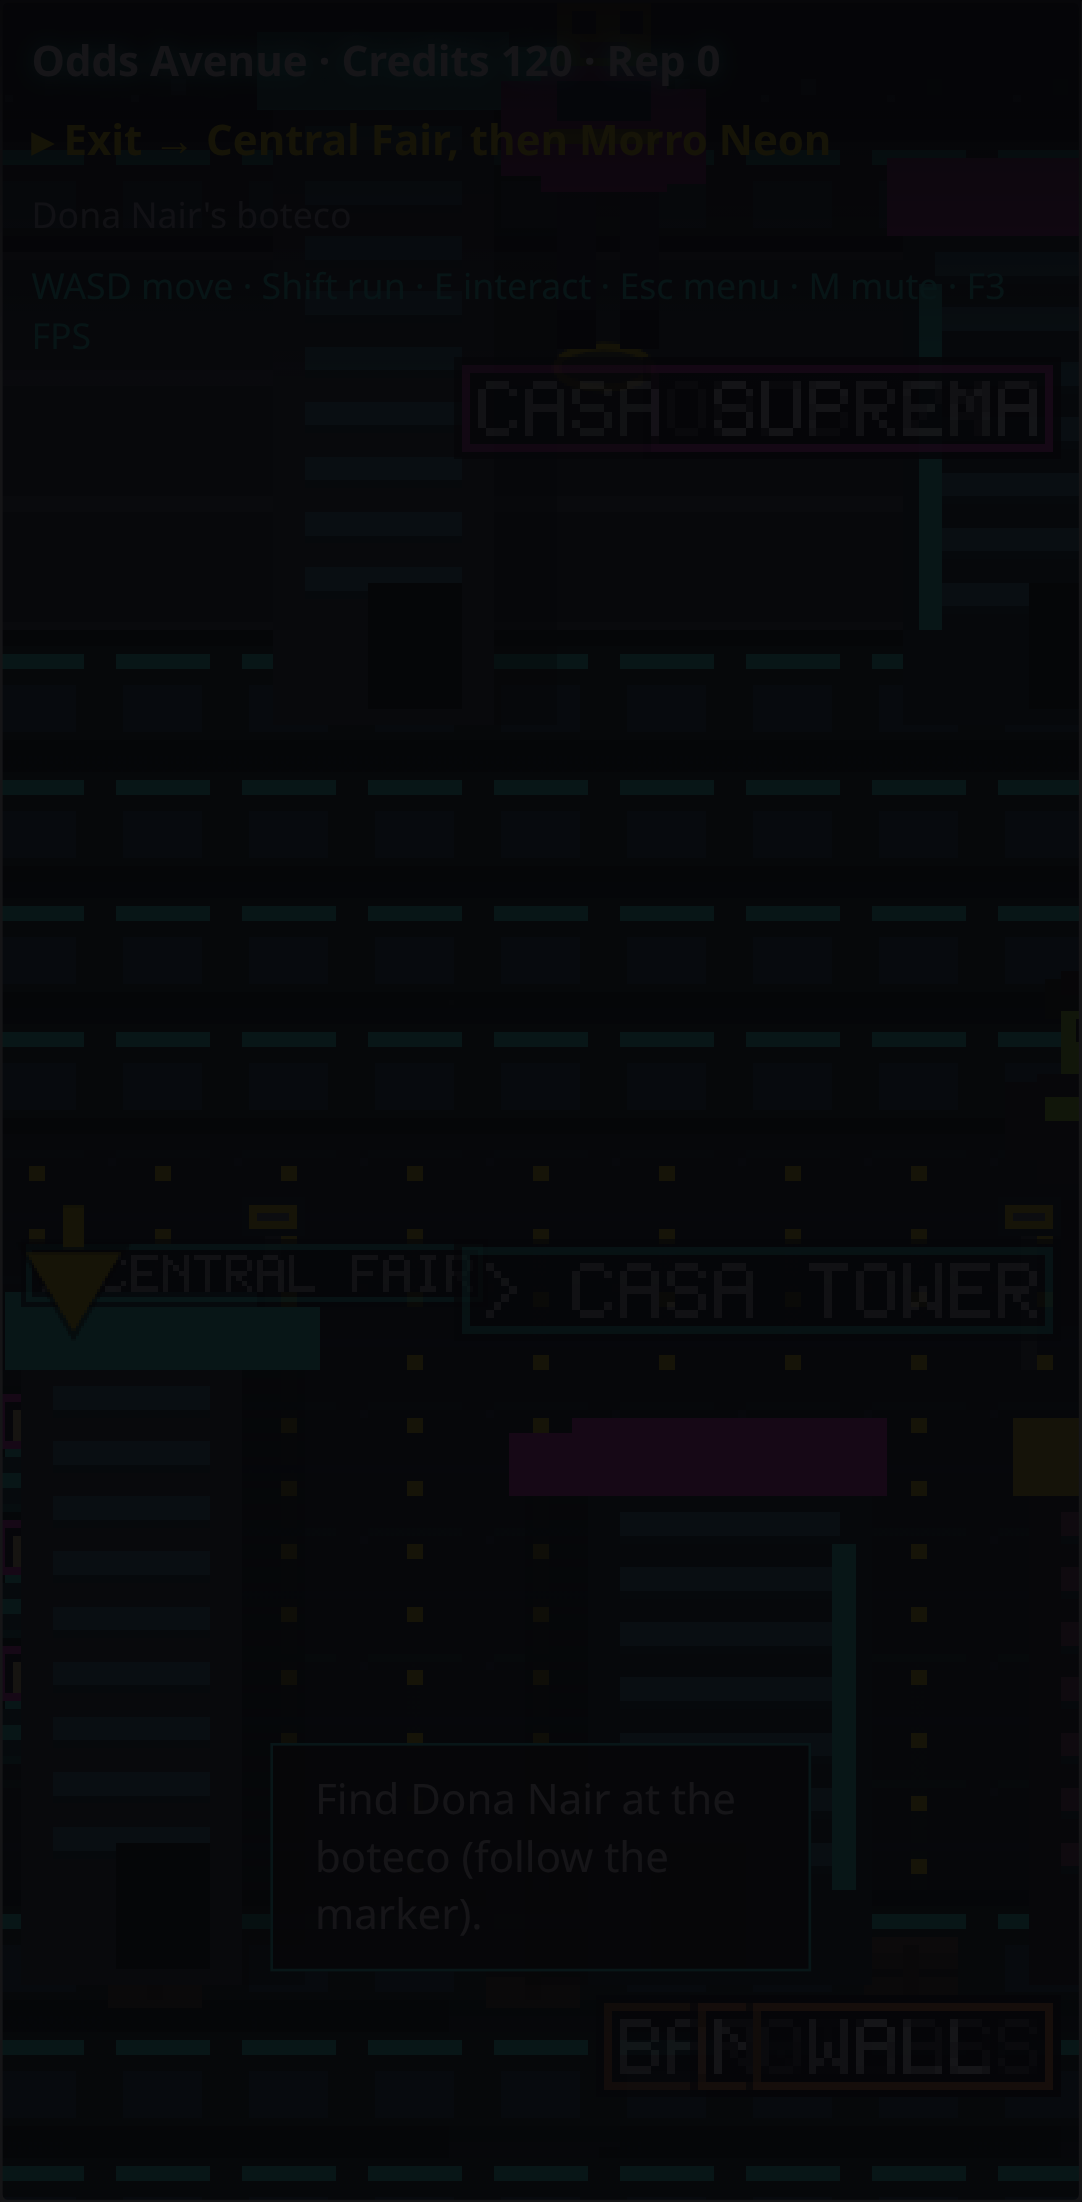 Odds Avenue · Credits 120 · Rep 0
▸ Exit → Central Fair, then Morro Neon
Dona Nair's boteco
WASD move · Shift run · E interact · Esc menu · M mute · F3
FPS
CASA SUPREMA
CENTRAL FAIR
> CASA TOWER
Find Dona Nair at the
boteco (follow the
marker).
WALL